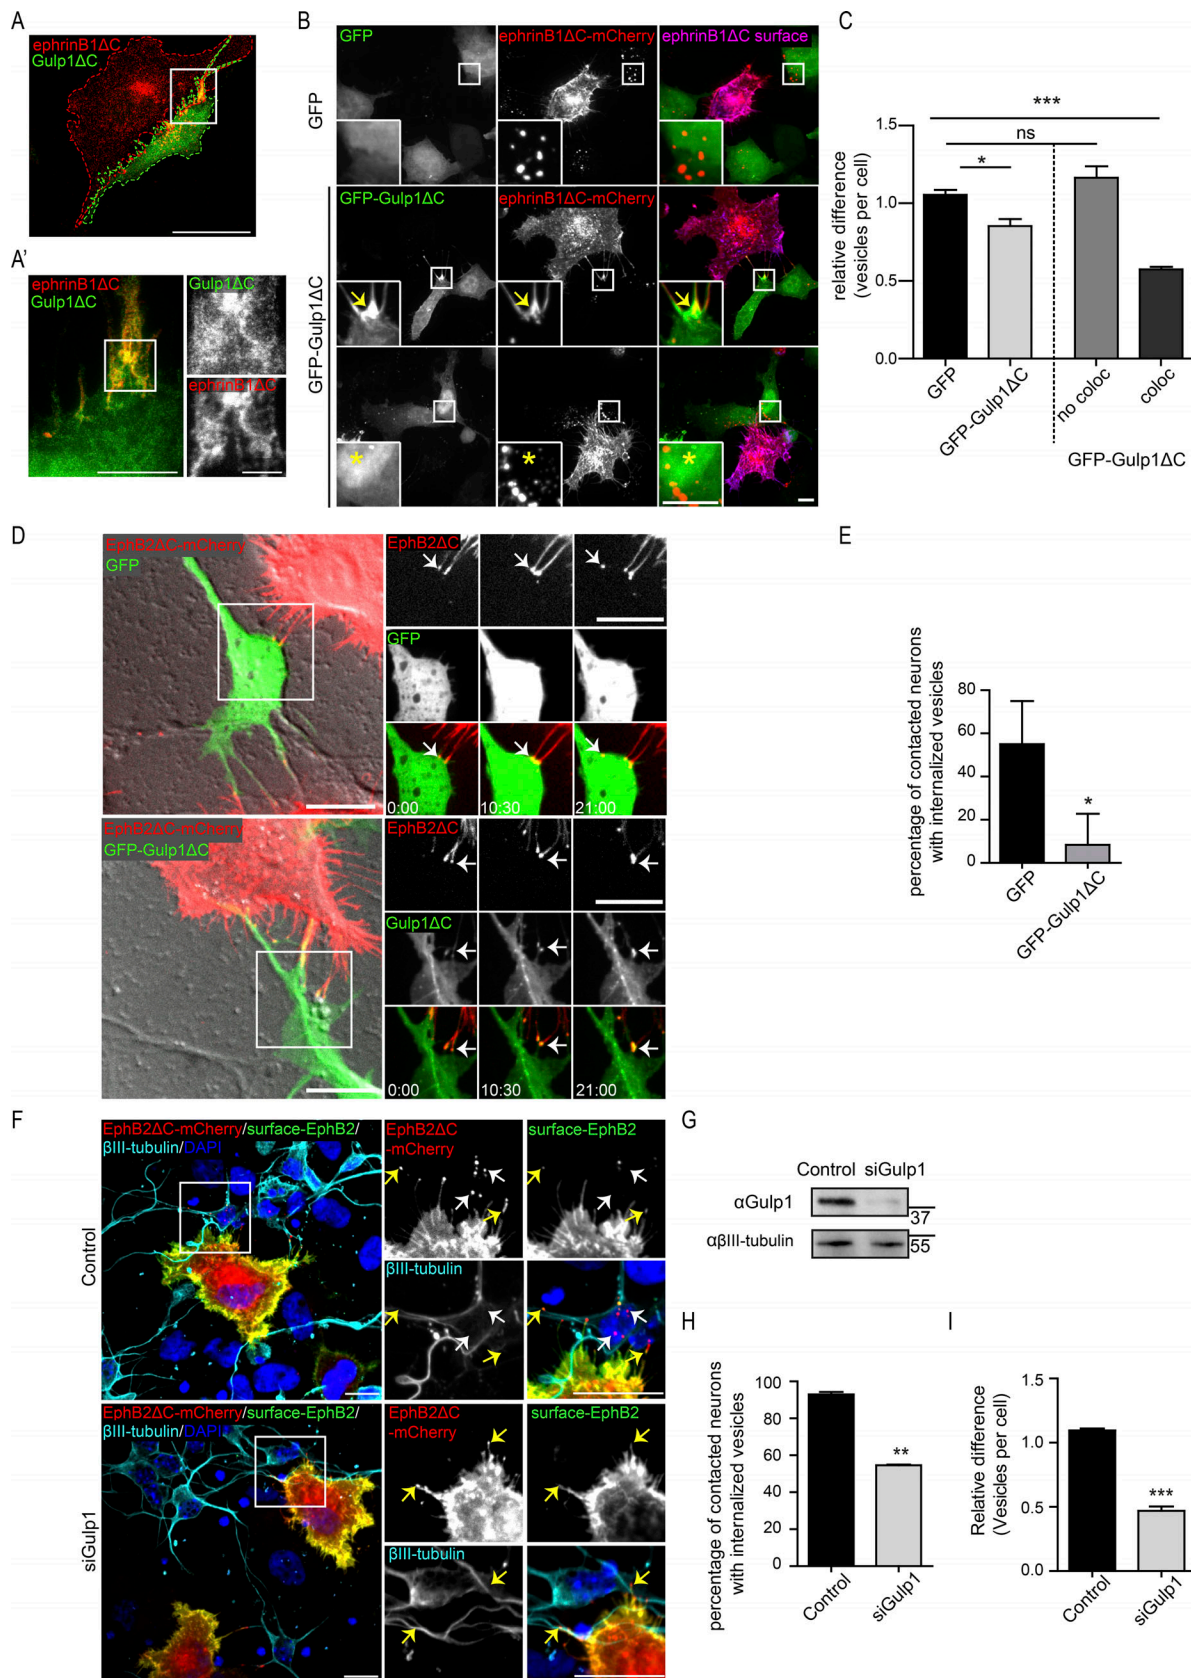 A
ephrinB1ΔC
Gulp1ΔC
A'
ephrinB1ΔC
Gulp1ΔC
Gulp1ΔC
ephrinB1ΔC
B
GFP
ephrinB1ΔC-mCherry
ephrinB1ΔC surface
GFP
GFP-Gulp1ΔC
ephrinB1ΔC-mCherry
GFP-Gulp1ΔC
*
*
*
C
***
ns
*
1.5
1.0
0.5
0.0
relative difference
(vesicles per cell)
GFP
GFP-Gulp1ΔC
no coloc
coloc
GFP-Gulp1ΔC
D
EphB2ΔC-mCherry
GFP
EphB2ΔC
GFP
0:00
10:30
21:00
EphB2ΔC-mCherry
GFP-Gulp1ΔC
EphB2ΔC
Gulp1ΔC
0:00
10:30
21:00
E
80
60
40
20
0
percentage of contacted neurons
with internalized vesicles
*
GFP
GFP-Gulp1ΔC
F
Control
EphB2ΔC-mCherry/surface-EphB2/
βIII-tubulin/DAPI
EphB2ΔC
-mCherry
surface-EphB2
βIII-tubulin
siGulp1
EphB2ΔC-mCherry/surface-EphB2/
βIII-tubulin/DAPI
EphB2ΔC
-mCherry
surface-EphB2
βIII-tubulin
G
Control siGulp1
αGulp1
37
αβIII-tubulin
55
H
100
80
60
40
20
0
percentage of contacted neurons
with internalized vesicles
**
Control
siGulp1
I
1.5
1.0
0.5
0.0
Relative difference
(Vesicles per cell)
***
Control
siGulp1